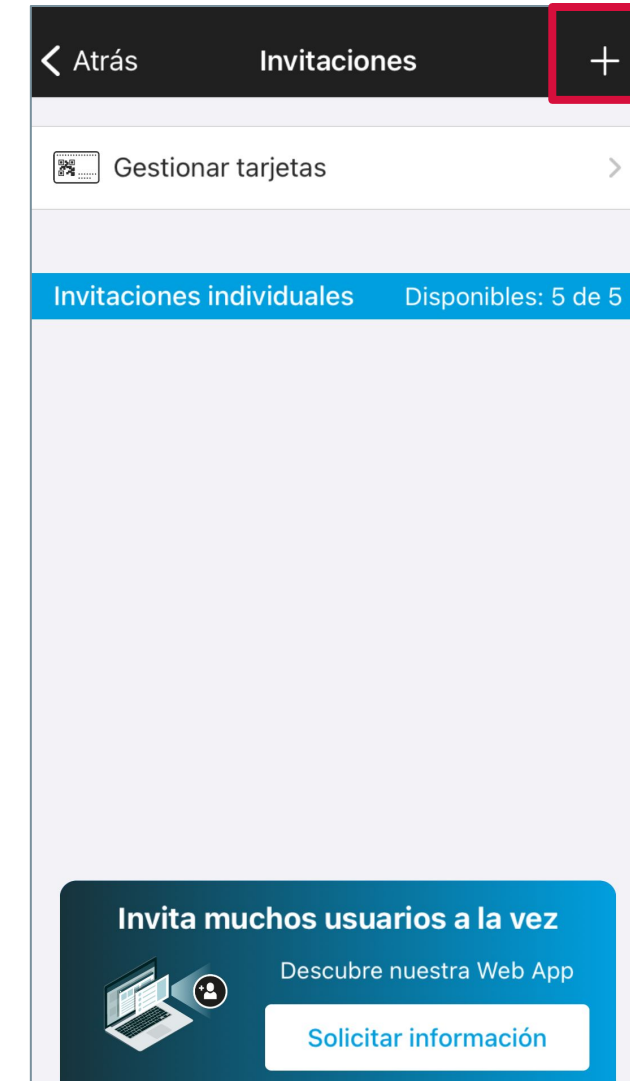 Atrás
Invitaciones
Gestionar tarjetas
Invitaciones individuales Disponibles: 5 de 5
Invita muchos usuarios a la vez
Descubre nuestra Web App
Solicitar información